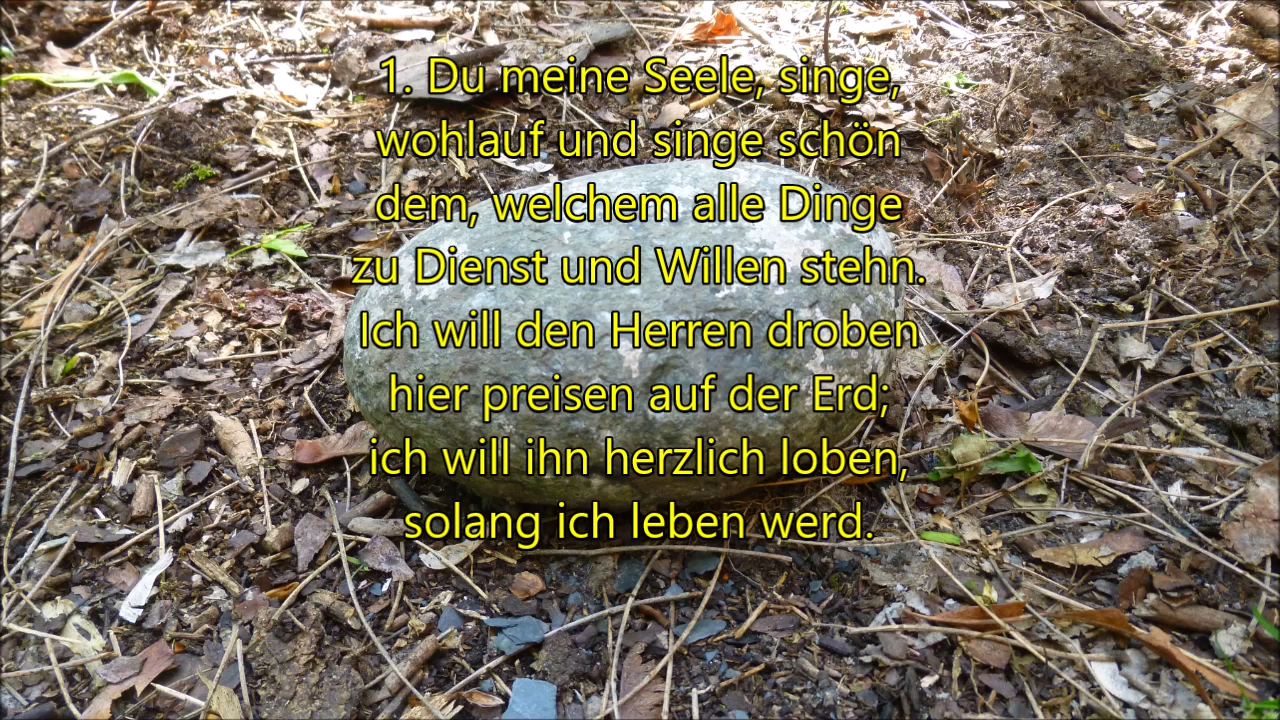 1. Du meine Seele, singe,
wohlauf und singe schön
dem, welchem alle Dinge
zu Dienst und Willen stehn.
Ich will den Herren droben
hier preisen auf der Erd;
ich will ihn herzlich loben,
solang ich leben werd.